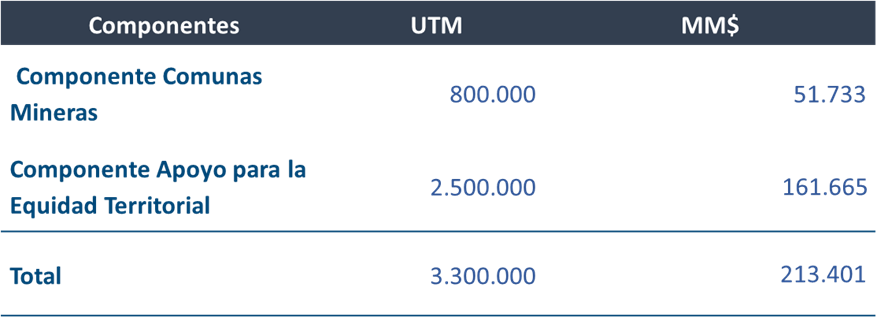 Componentes UTM MM$
Componente Comunas
Mineras 800.000 51.733
Componente Apoyo para la
Equidad Territorial 2.500.000 161.665
Total 3.300.000 213.401